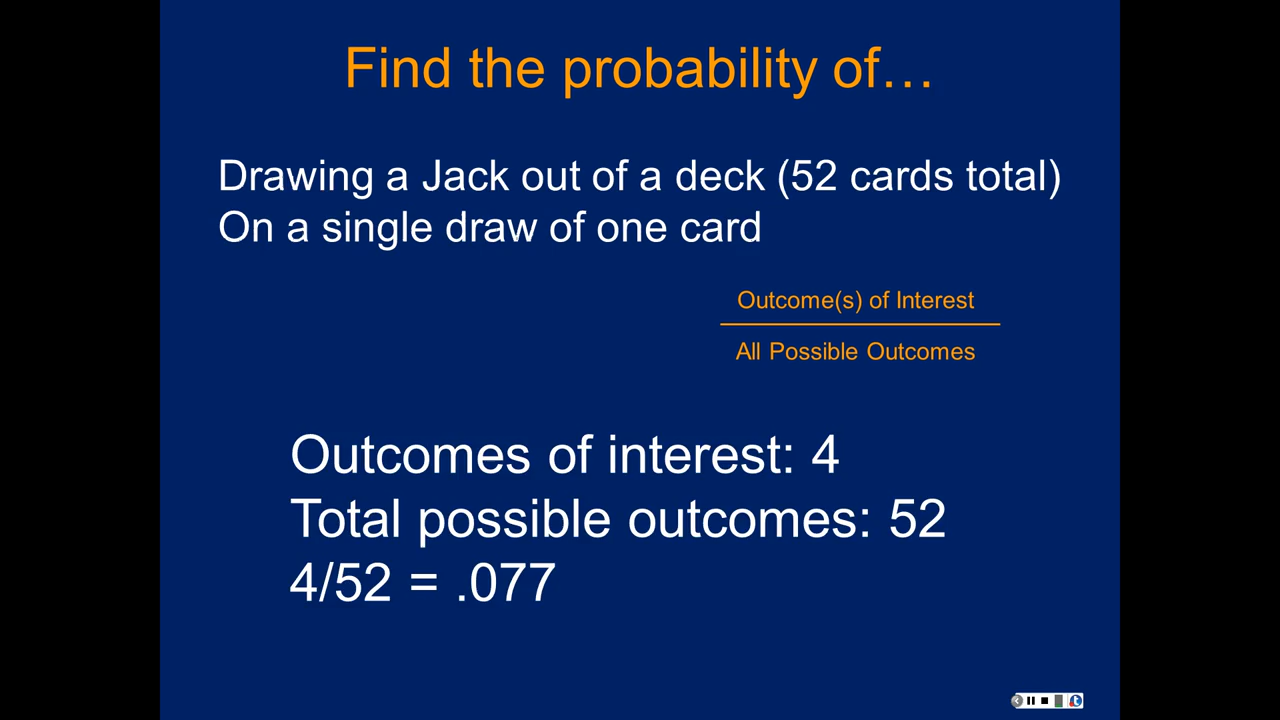 Find the probability of…
Drawing a Jack out of a deck (52 cards total)
On a single draw of one card
Outcome(s) of Interest
All Possible Outcomes
Outcomes of interest: 4
Total possible outcomes: 52
4/52 = .077